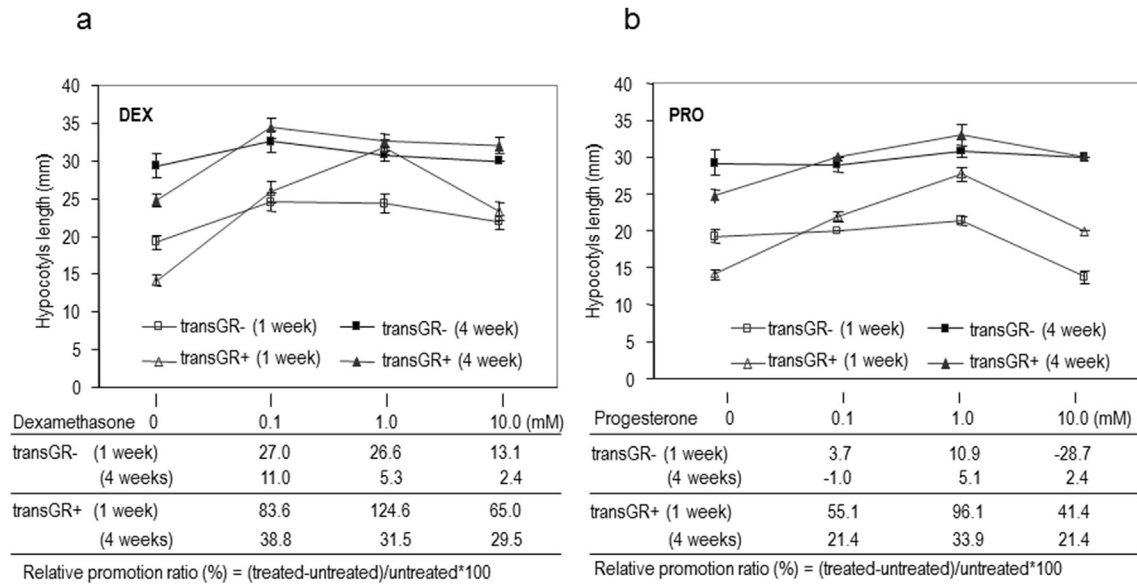 a
DEX
Hypocotyls length (mm)
40
35
30
25
20
15
10
5
0
transGR- (1 week)
transGR- (4 week)
transGR+ (1 week)
transGR+ (4 week)
Dexamethasone 0 0.1 1.0 10.0 (mM)
transGR- (1 week) 27.0 26.6 13.1
(4 weeks) 11.0 5.3 2.4
transGR+ (1 week) 83.6 124.6 65.0
(4 weeks) 38.8 31.5 29.5
Relative promotion ratio (%) = (treated-untreated)/untreated*100
b
PRO
Hypocotyls length (mm)
40
35
30
25
20
15
10
5
0
transGR- (1 week)
transGR- (4 week)
transGR+ (1 week)
transGR+ (4 week)
Progesterone 0 0.1 1.0 10.0 (mM)
transGR- (1 week) 3.7 10.9 -28.7
(4 weeks) -1.0 5.1 2.4
transGR+ (1 week) 55.1 96.1 41.4
(4 weeks) 21.4 33.9 21.4
Relative promotion ratio (%) = (treated-untreated)/untreated*100